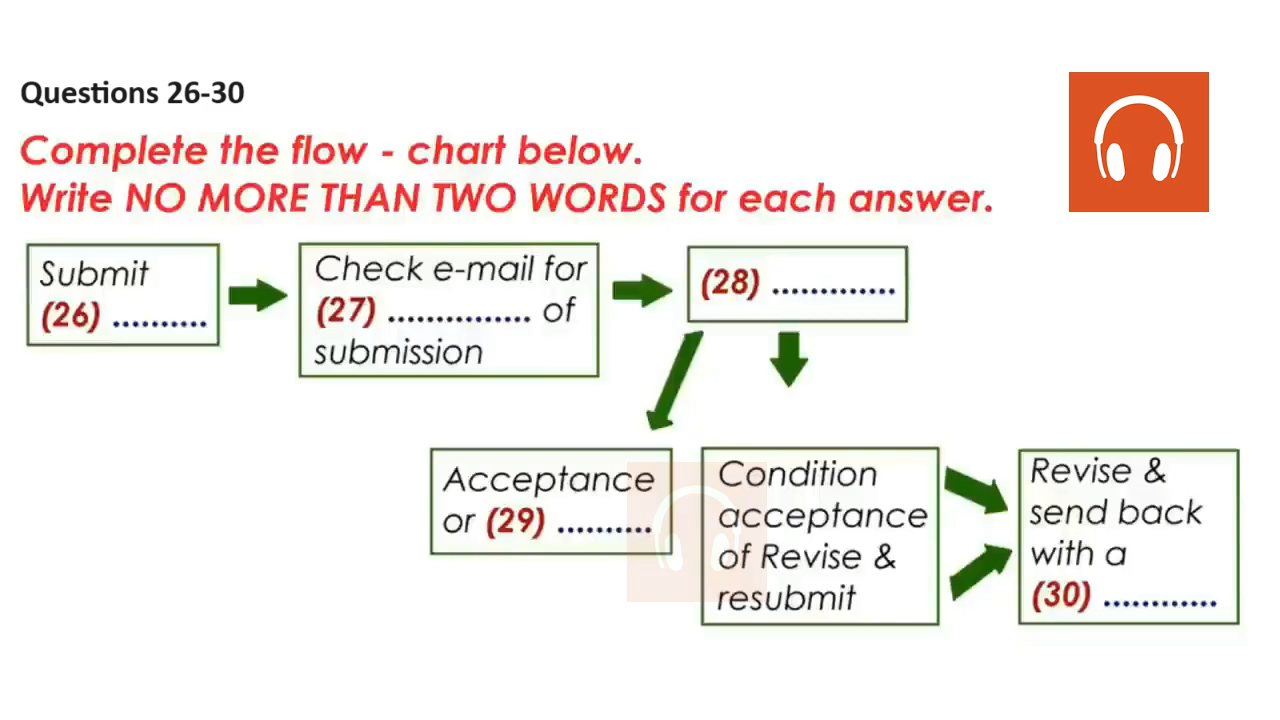 Questions 26-30
Complete the flow - chart below.
Write NO MORE THAN TWO WORDS for each answer.
Submit
(26) ..........
Check e-mail for
(27) ............... of
submission
(28) .............
Acceptance
or (29) ..........
Condition
acceptance
of Revise &
resubmit
Revise &
send back
with a
(30) ............